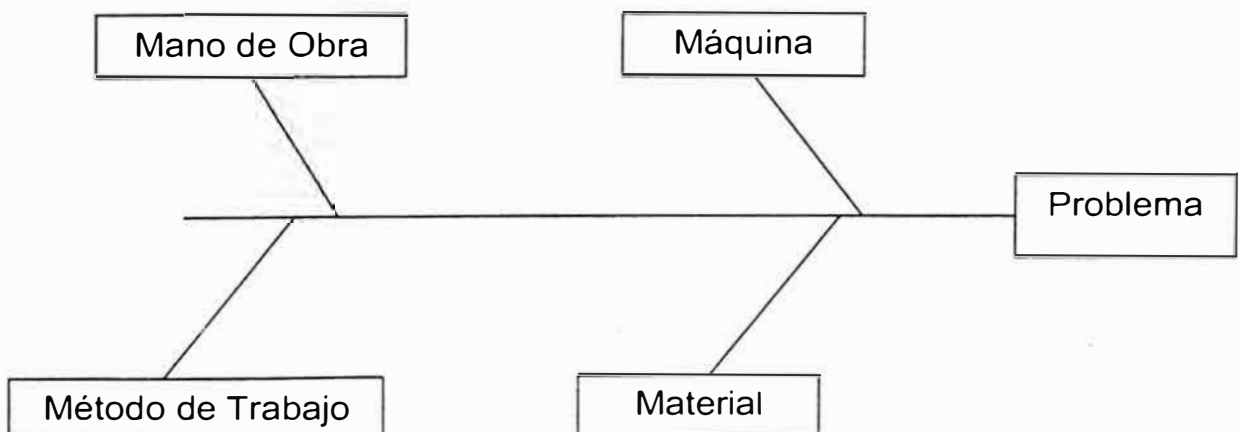 Mano de Obra
Máquina
Problema
Método de Trabajo
Material